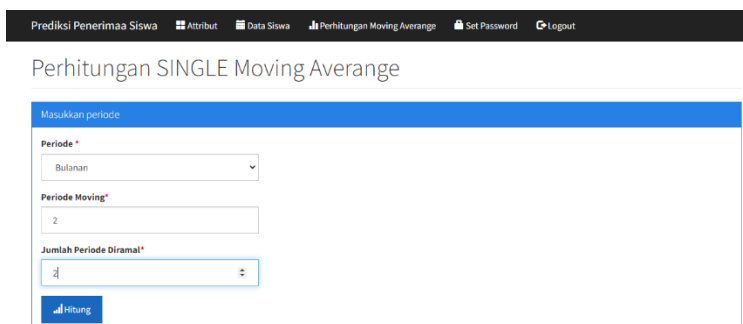 Prediksi Penerimaa Siswa Attribut Data Siswa Perhitungan Moving Averange Set Password Logout
Perhitungan SINGLE Moving Averange
Masukkan periode
Periode *
Bulanan
Periode Moving*
2
Jumlah Periode Diramal*
2
Hitung